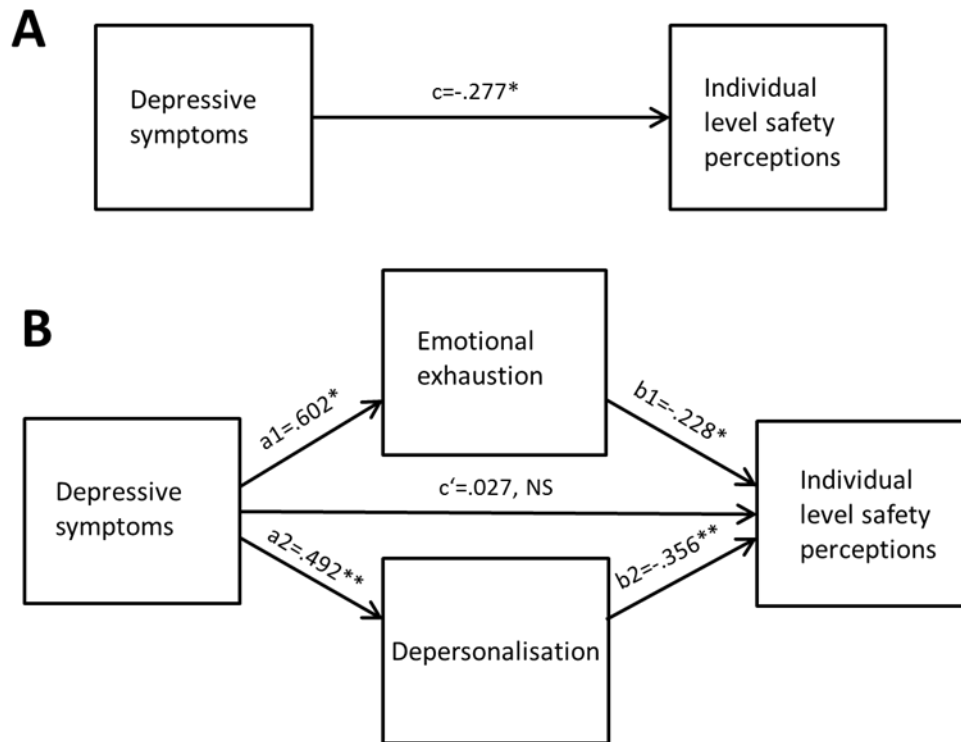 A
Depressive
symptoms
c=-.277*
Individual
level safety
perceptions
B
Emotional
exhaustion
a1=.602*
b1=-.228*
Depressive
symptoms
c‘=.027, NS
Individual
level safety
perceptions
a2=.492**
b2=-.356**
Depersonalisation